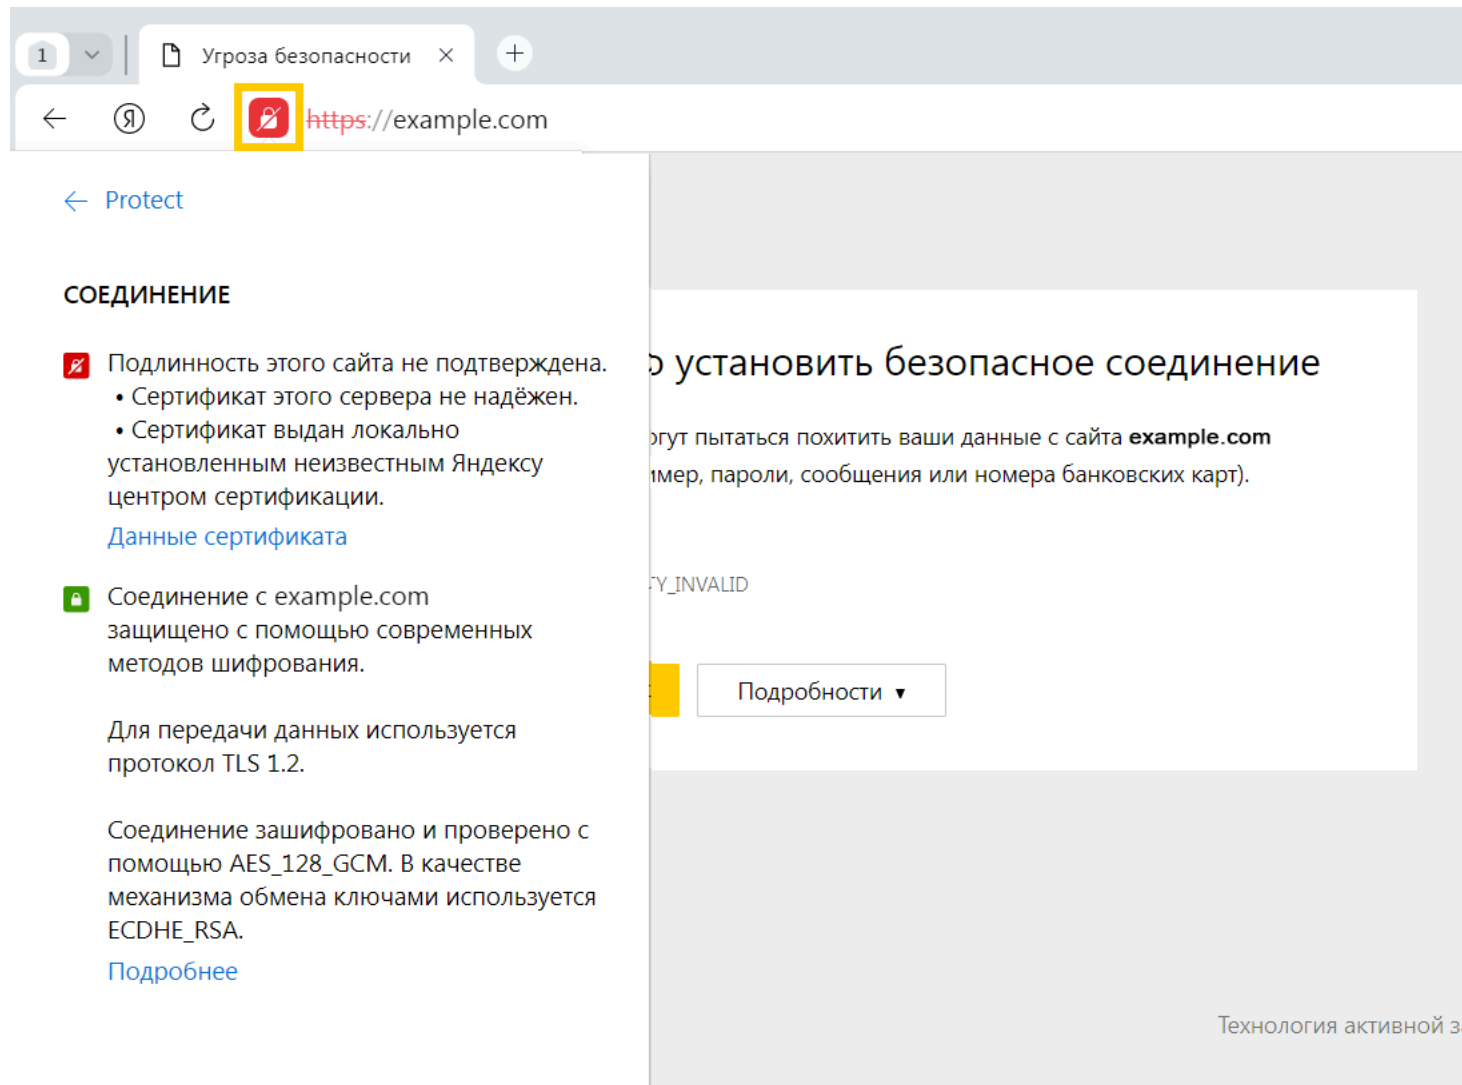 1
Угроза безопасности
Я
https://example.com
Protect
СОЕДИНЕНИЕ
Подлинность этого сайта не подтверждена.
• Сертификат этого сервера не надёжен.
• Сертификат выдан локально
установленным неизвестным Яндексу
центром сертификации.
Данные сертификата
Соединение с example.com
защищено с помощью современных
методов шифрования.
Для передачи данных используется
протокол TLS 1.2.
Соединение зашифровано и проверено с
помощью AES_128_GCM. В качестве
механизма обмена ключами используется
ECDHE_RSA.
Подробнее
установить безопасное соединение
пытаться похитить ваши данные с сайта example.com
пароли, сообщения или номера банковских карт).
TY_INVALID
Подробности ▾
Технология активной